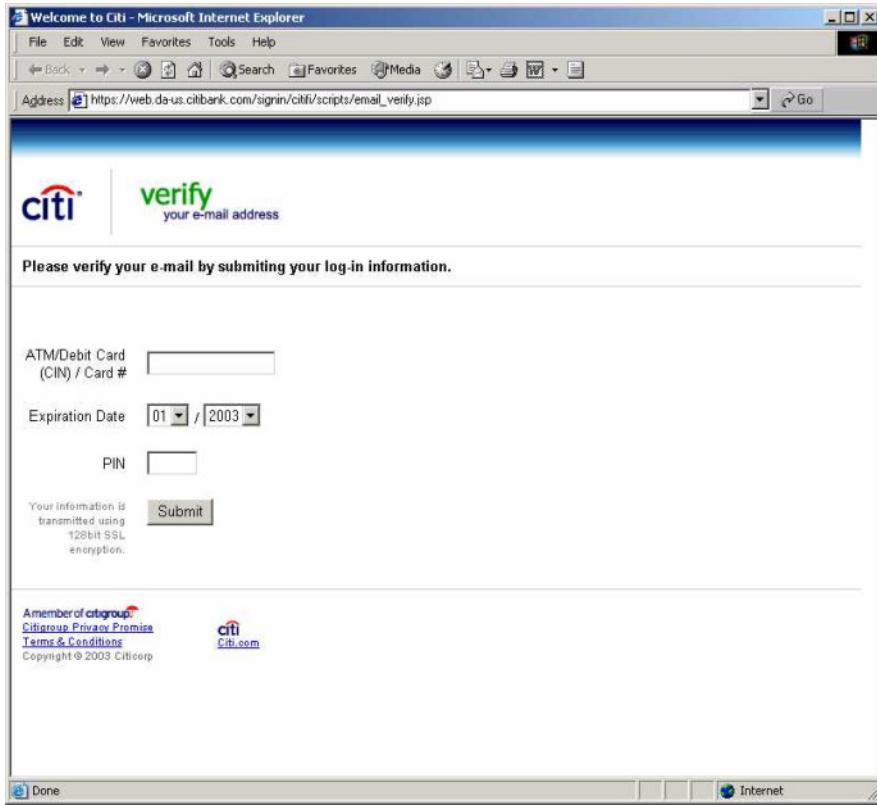 Welcome to Citi - Microsoft Internet Explorer
File Edit View Favorites Tools Help
Back Search Favorites Media
Address https://web.da-us.citibank.com/signin/citifi/scripts/email_verify.jsp Go
citi
verify
your e-mail address
Please verify your e-mail by submiting your log-in information.
ATM/Debit Card
(CIN) / Card #
Expiration Date 01 / 2003
PIN
Your information is
transmitted using
128bit SSL
encryption.
Submit
A member of citigroup
Citigroup Privacy Promise
Terms & Conditions
Copyright © 2003 Citicorp
citi
Citi.com
Done Internet